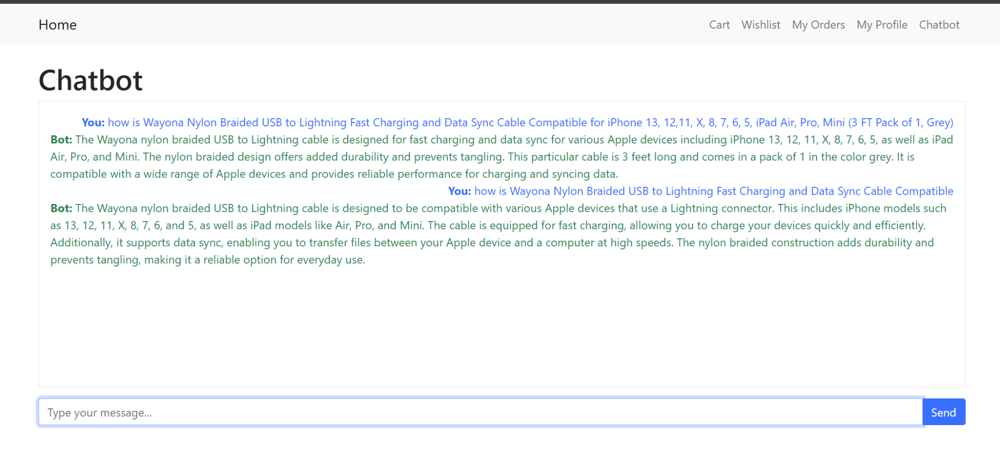 Home Cart Wishlist My Orders My Profile Chatbot
Chatbot
You: how is Wayona Nylon Braided USB to Lightning Fast Charging and Data Sync Cable Compatible for iPhone 13, 12,11, X, 8, 7, 6, 5, iPad Air, Pro, Mini (3 FT Pack of 1, Grey)
Bot: The Wayona nylon braided USB to Lightning cable is designed for fast charging and data sync for various Apple devices including iPhone 13, 12, 11, X, 8, 7, 6, 5, as well as iPad
Air, Pro, and Mini. The nylon braided design offers added durability and prevents tangling. This particular cable is 3 feet long and comes in a pack of 1 in the color grey. It is
compatible with a wide range of Apple devices and provides reliable performance for charging and syncing data.
You: how is Wayona Nylon Braided USB to Lightning Fast Charging and Data Sync Cable Compatible
Bot: The Wayona nylon braided USB to Lightning cable is designed to be compatible with various Apple devices that use a Lightning connector. This includes iPhone models such
as 13, 12, 11, X, 8, 7, 6, and 5, as well as iPad models like Air, Pro, and Mini. The cable is equipped for fast charging, allowing you to charge your devices quickly and efficiently.
Additionally, it supports data sync, enabling you to transfer files between your Apple device and a computer at high speeds. The nylon braided construction adds durability and
prevents tangling, making it a reliable option for everyday use.
Type your message... Send